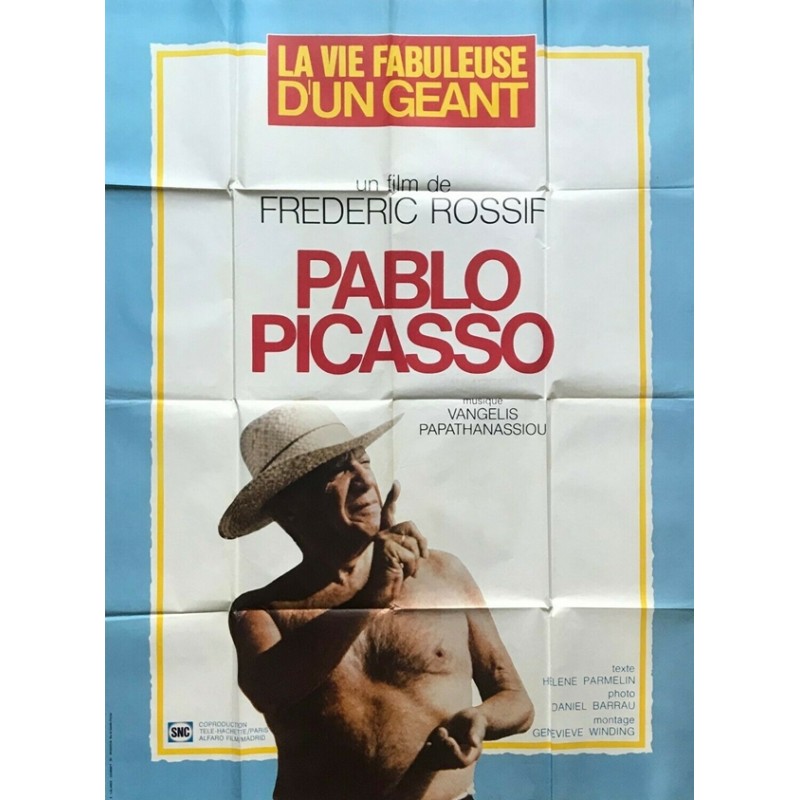 LA VIE FABULEUSE
D'UN GEANT
un film de
FREDERIC ROSSIF
PABLO
PICASSO
musique
VANGELIS
PAPATHANASSIOU
texte
HELENE PARMELIN
photo
DANIEL BARRAU
montage
GENEVIEVE WINDING
SNC
COPRODUCTION
TELE-HACHETTE/PARIS
ALFARO FILM/MADRID